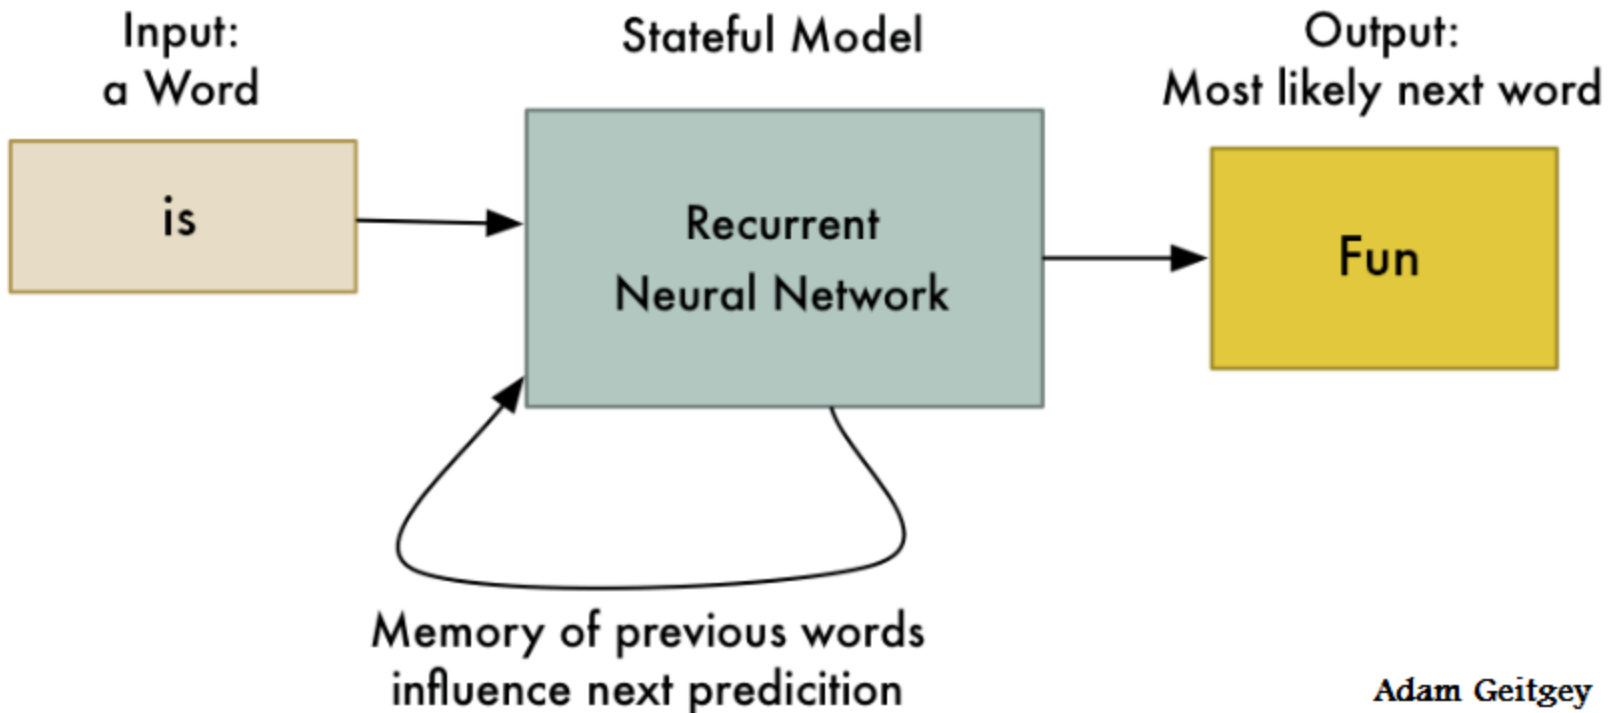 Input:
a Word
Stateful Model
Output:
Most likely next word
is
Recurrent
Neural Network
Fun
Memory of previous words
influence next predicition
Adam Geitgey